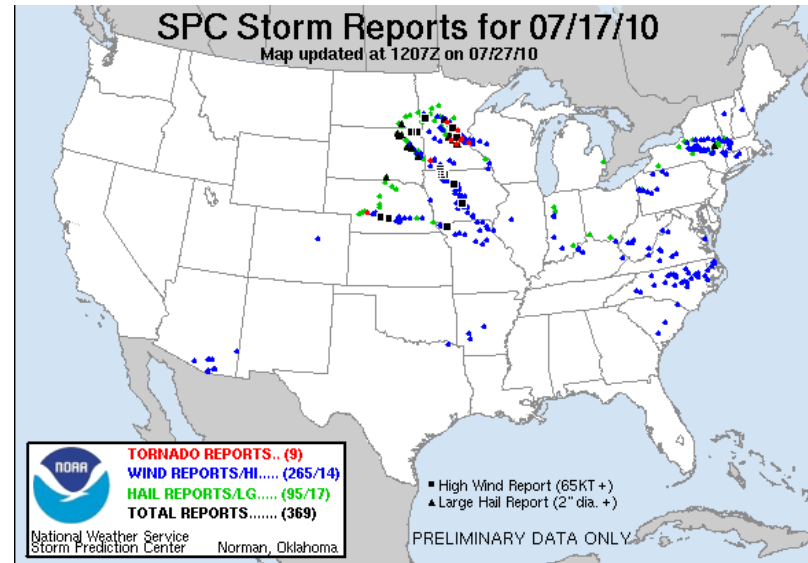 SPC Storm Reports for 07/17/10
Map updated at 1207Z on 07/27/10
TORNADO REPORTS.. (9)
WIND REPORTS/HI..... (265/14)
HAIL REPORTS/LG..... (95/17)
TOTAL REPORTS....... (369)
NOAA
National Weather Service
Storm Prediction Center Norman, Oklahoma
High Wind Report (65KT +)
Large Hail Report (2" dia. +)
PRELIMINARY DATA ONLY